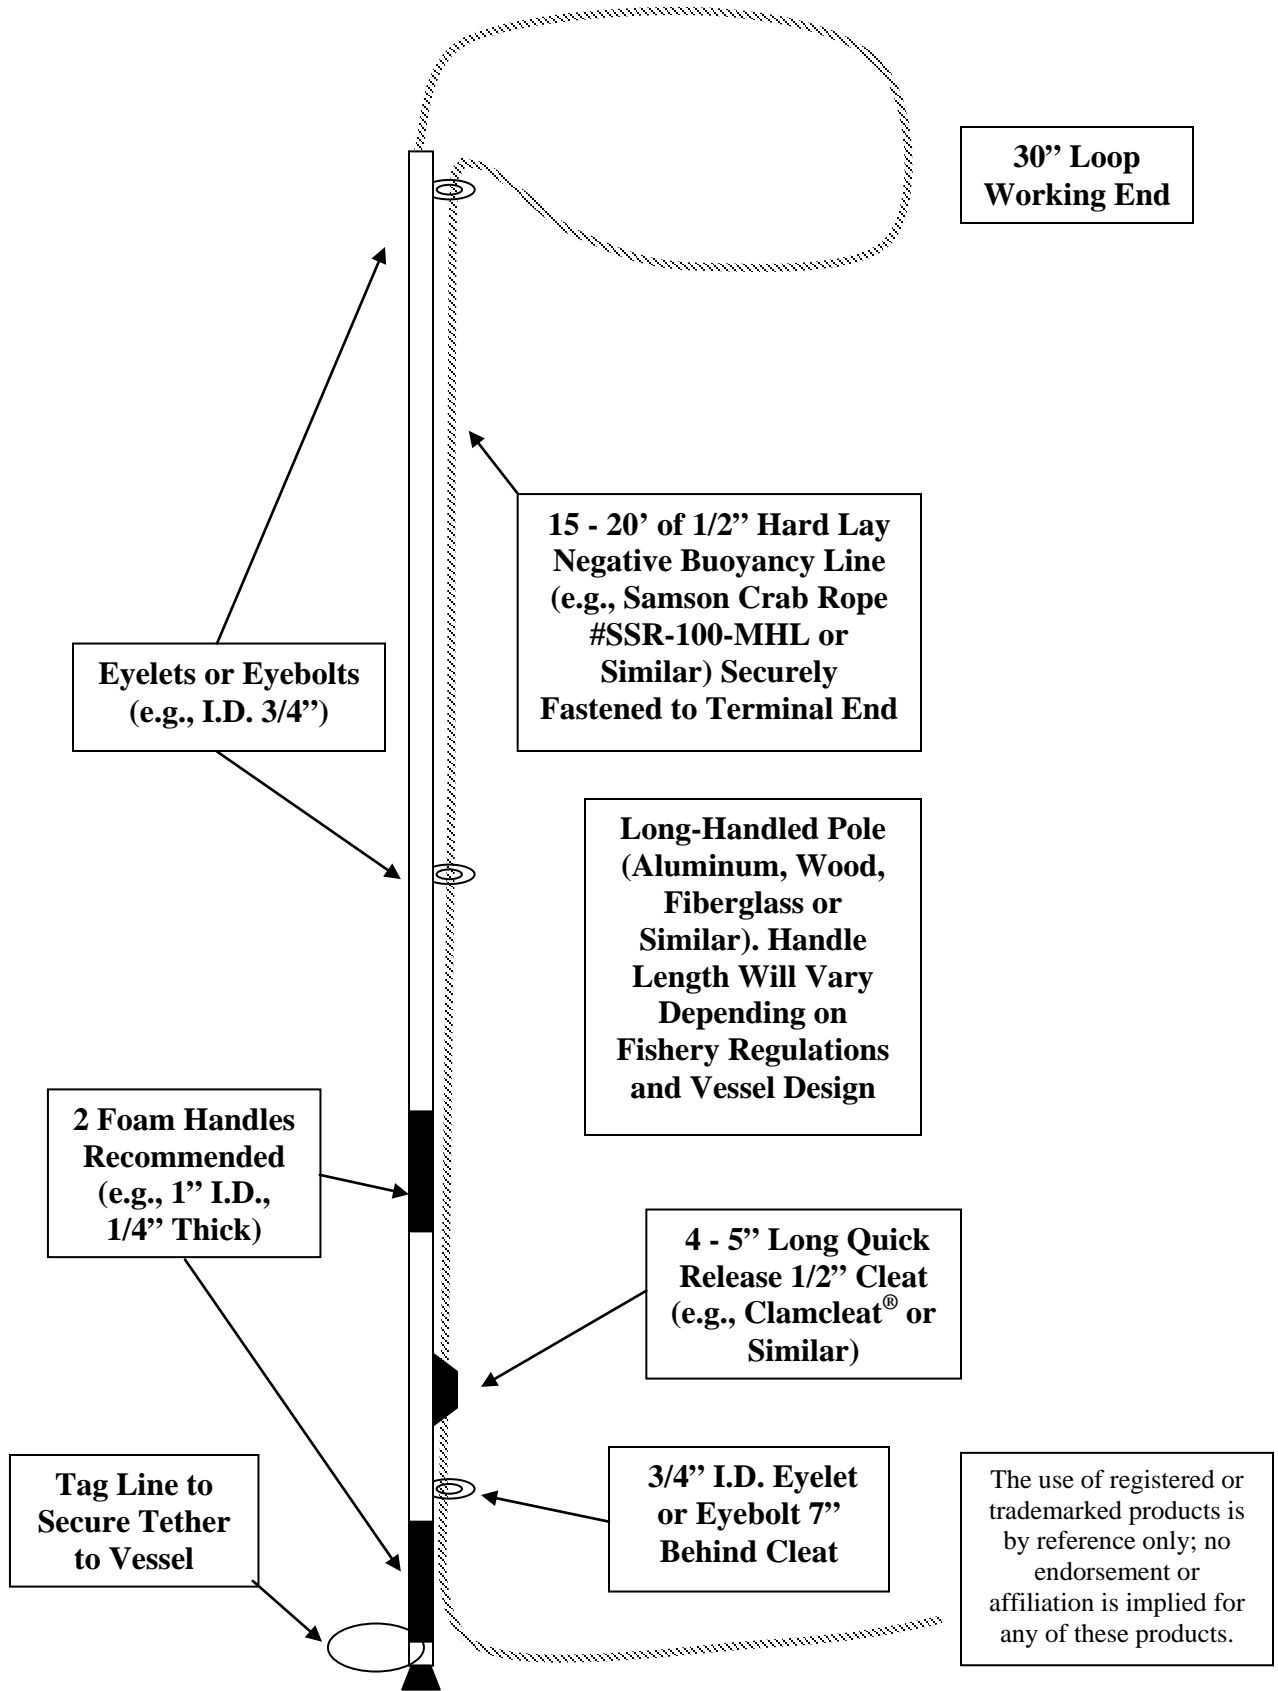 30” Loop
Working End
15 - 20’ of 1/2” Hard Lay
Negative Buoyancy Line
(e.g., Samson Crab Rope
#SSR-100-MHL or
Similar) Securely
Fastened to Terminal End
Eyelets or Eyebolts
(e.g., I.D. 3/4”)
Long-Handled Pole
(Aluminum, Wood,
Fiberglass or
Similar). Handle
Length Will Vary
Depending on
Fishery Regulations
and Vessel Design
2 Foam Handles
Recommended
(e.g., 1” I.D.,
1/4” Thick)
4 - 5” Long Quick
Release 1/2” Cleat
(e.g., Clamcleat® or
Similar)
Tag Line to
Secure Tether
to Vessel
3/4” I.D. Eyelet
or Eyebolt 7”
Behind Cleat
The use of registered or
trademarked products is
by reference only; no
endorsement or
affiliation is implied for
any of these products.